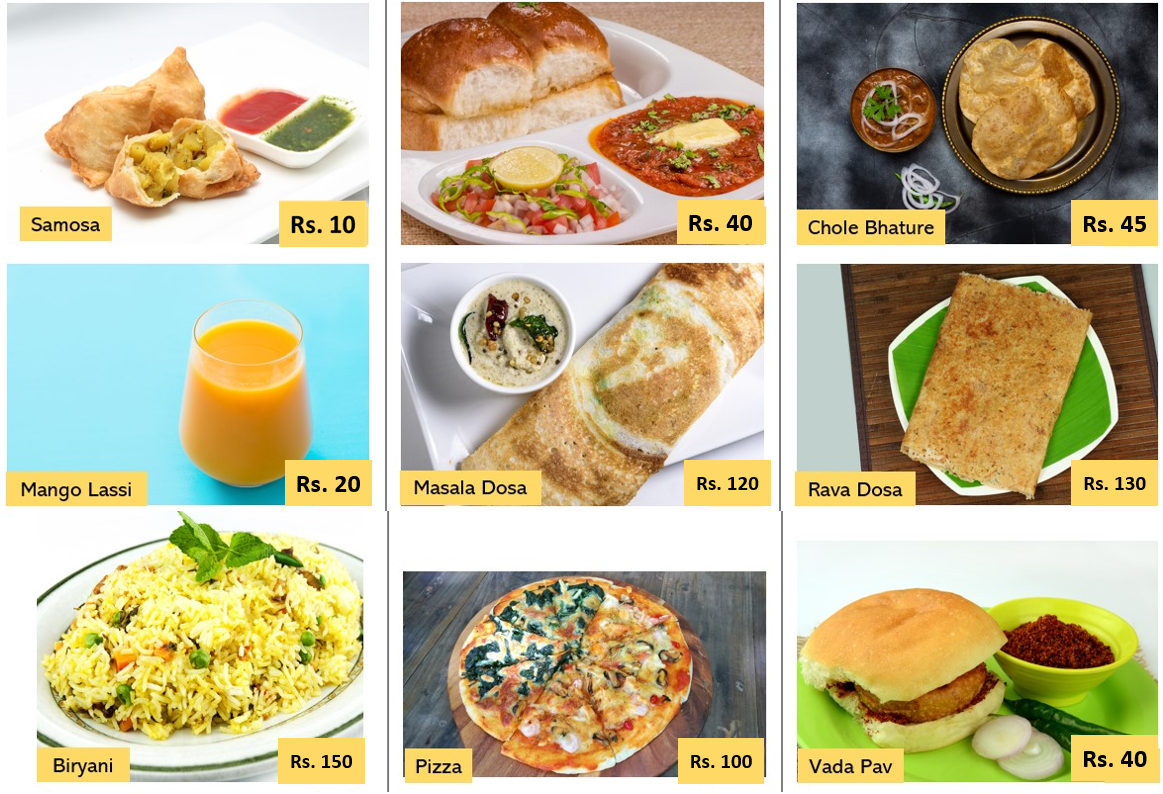 Samosa
Rs. 10
Rs. 40
Chole Bhature
Rs. 45
Mango Lassi
Rs. 20
Masala Dosa
Rs. 120
Rava Dosa
Rs. 130
Biryani
Rs. 150
Pizza
Rs. 100
Vada Pav
Rs. 40